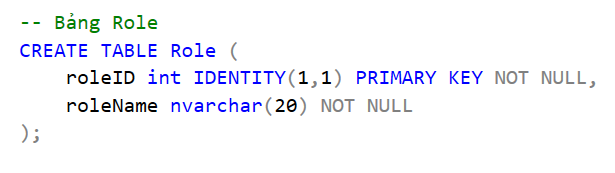 -- Bảng Role
CREATE TABLE Role (
    roleID int IDENTITY(1,1) PRIMARY KEY NOT NULL,
    roleName nvarchar(20) NOT NULL
);